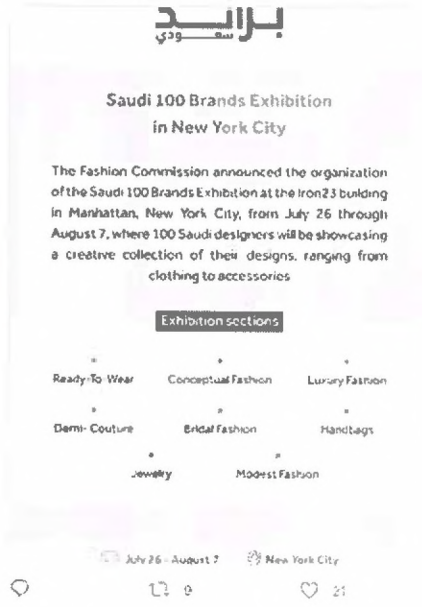 براند
سعودي
Saudi 100 Brands Exhibition
in New York City
The Fashion Commission announced the organization
of the Saudi 100 Brands Exhibition at the Iron23 building
in Manhattan, New York City, from July 26 through
August 7, where 100 Saudi designers will be showcasing
a creative collection of their designs, ranging from
clothing to accessories
Exhibition sections
Ready-To-Wear Conceptual Fashion Luxury Fashion
Demi-Couture Bridal Fashion Handbags
Jewelry Modest Fashion
July 26 - August 7 New York City
9 21